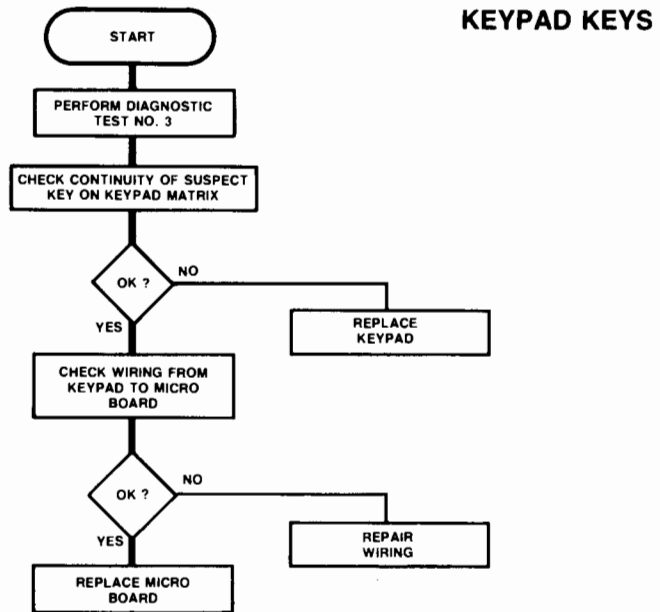 KEYPAD KEYS
START
PERFORM DIAGNOSTIC
TEST NO. 3
CHECK CONTINUITY OF SUSPECT
KEY ON KEYPAD MATRIX
OK ?
NO
YES
REPLACE
KEYPAD
CHECK WIRING FROM
KEYPAD TO MICRO
BOARD
OK ?
NO
YES
REPAIR
WIRING
REPLACE MICRO
BOARD